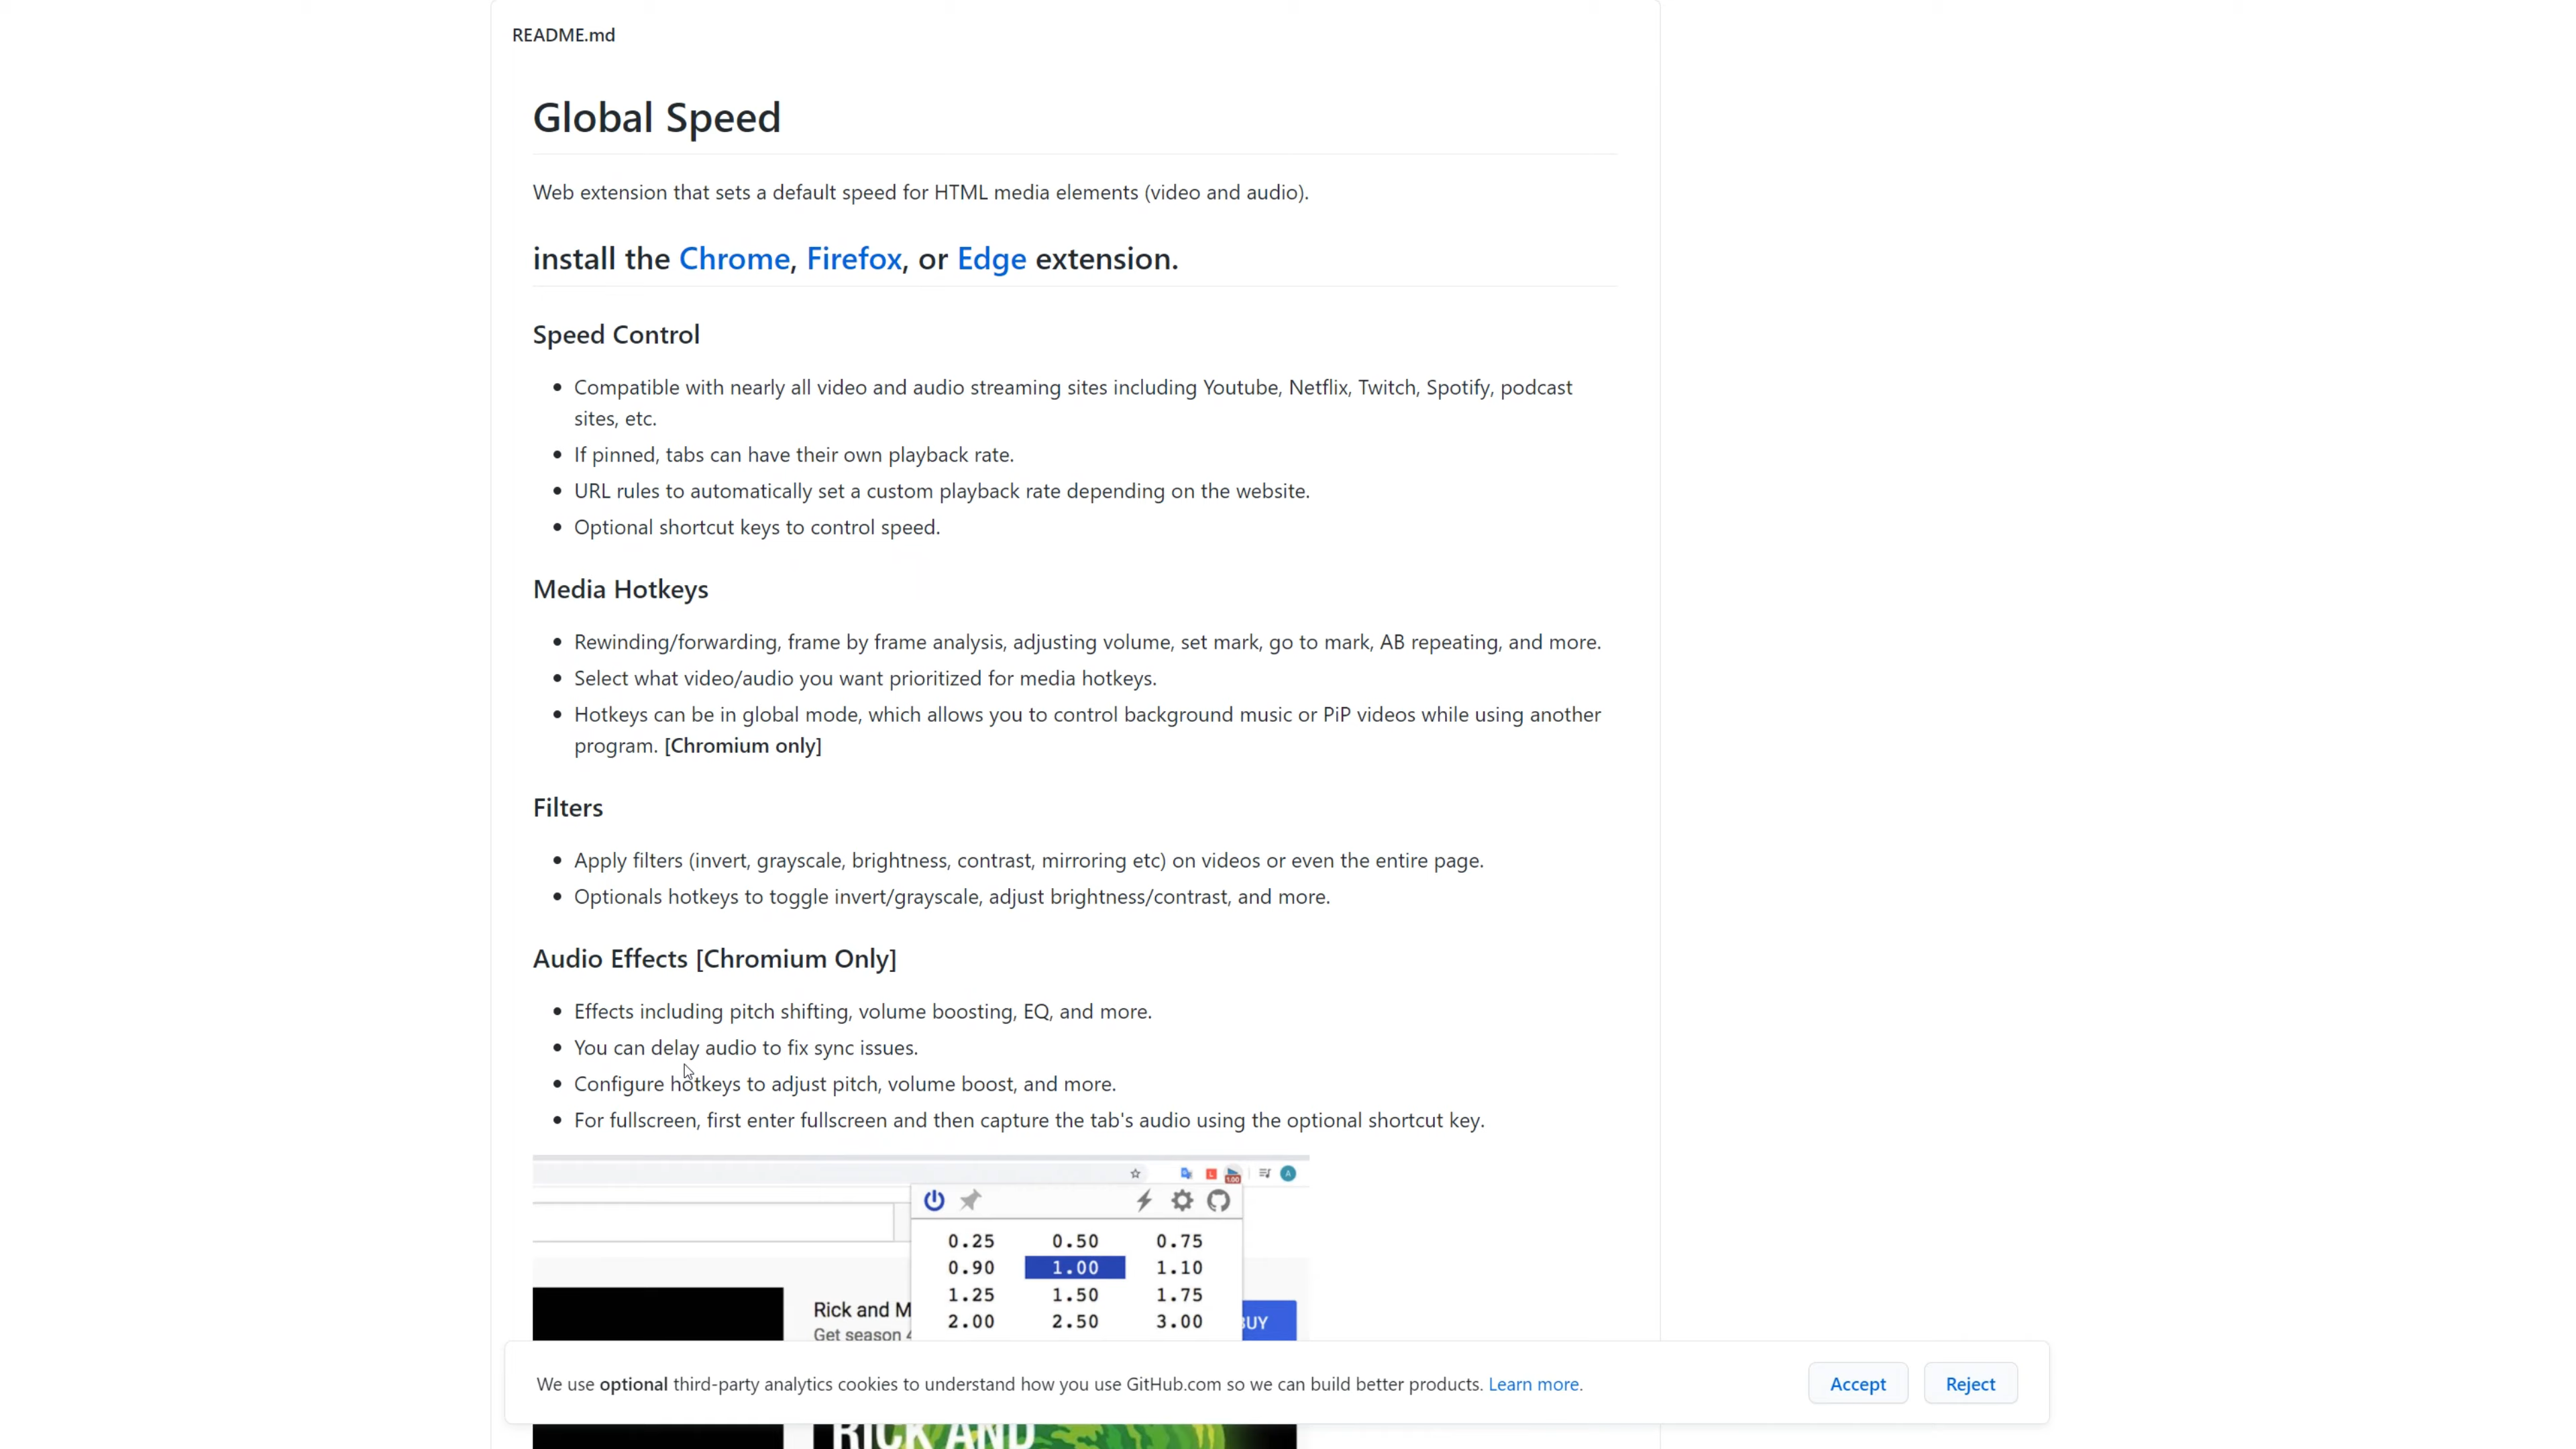 README.md
Global Speed
Web extension that sets a default speed for HTML media elements (video and audio).
install the Chrome, Firefox, or Edge extension.
Speed Control
Compatible with nearly all video and audio streaming sites including Youtube, Netflix, Twitch, Spotify, podcast
sites, etc.
If pinned, tabs can have their own playback rate.
URL rules to automatically set a custom playback rate depending on the website.
Optional shortcut keys to control speed.
Media Hotkeys
Rewinding/forwarding, frame by frame analysis, adjusting volume, set mark, go to mark, AB repeating, and more.
Select what video/audio you want prioritized for media hotkeys.
Hotkeys can be in global mode, which allows you to control background music or PiP videos while using another
program. [Chromium only]
Filters
Apply filters (invert, grayscale, brightness, contrast, mirroring etc) on videos or even the entire page.
Optionals hotkeys to toggle invert/grayscale, adjust brightness/contrast, and more.
Audio Effects [Chromium Only]
Effects including pitch shifting, volume boosting, EQ, and more.
You can delay audio to fix sync issues.
Configure hotkeys to adjust pitch, volume boost, and more.
For fullscreen, first enter fullscreen and then capture the tab's audio using the optional shortcut key.
L 1.00 A
0.25 0.50 0.75
0.90 1.00 1.10
1.25 1.50 1.75
2.00 2.50 3.00
Rick and M
Get season 4
BUY
We use optional third-party analytics cookies to understand how you use GitHub.com so we can build better products. Learn more.
Accept Reject
RICK AND